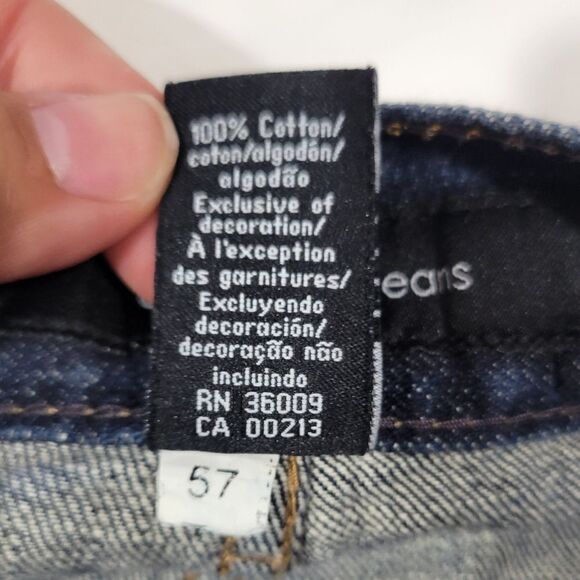 100% Cotton/
coton/algodón/
algodão
Exclusive of
decoration/
À l'exception
des garnitures/
Excluyendo
decoración/
decoração não
incluindo
RN 36009
CA 00213
57
eans